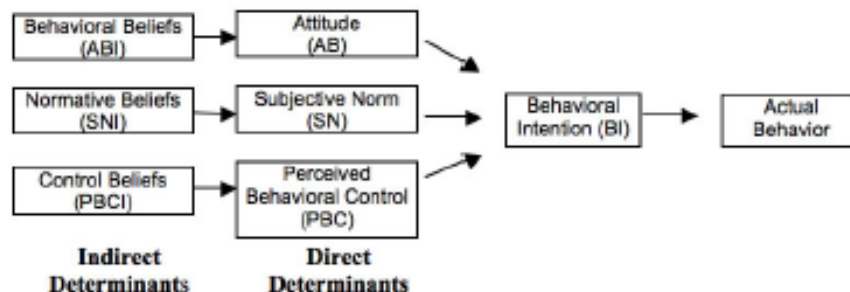 Behavioral Beliefs
(ABI)
Attitude
(AB)
Normative Beliefs
(SNI)
Subjective Norm
(SN)
Behavioral
Intention (BI)
Actual
Behavior
Control Beliefs
(PBCI)
Perceived
Behavioral Control
(PBC)
Indirect
Determinants
Direct
Determinants